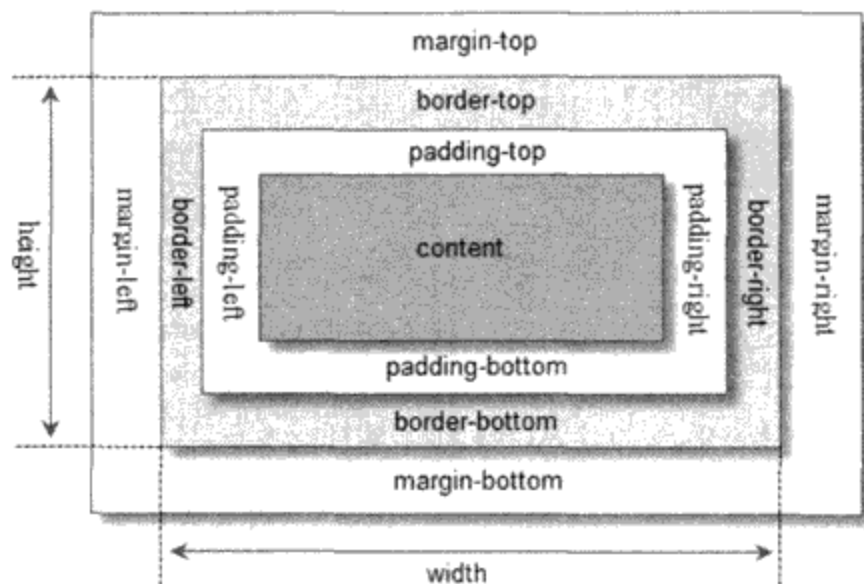 margin-top
border-top
padding-top
height
margin-left
border-left
padding-left
content
padding-right
border-right
margin-right
padding-bottom
border-bottom
margin-bottom
width